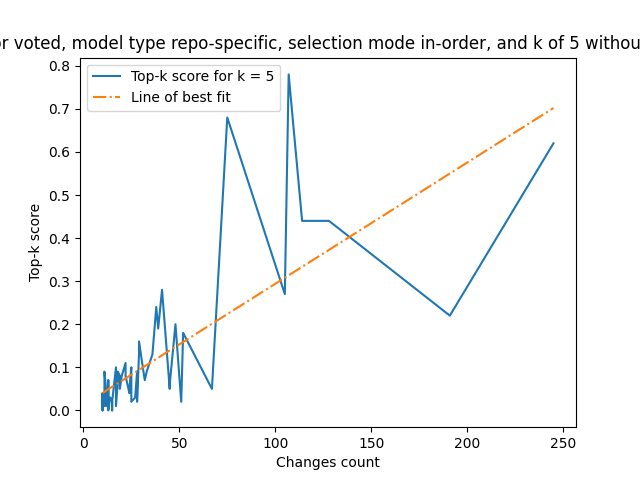 voted, model type repo-specific, selection mode in-order, and k of 5
Top-k score for k = 5
Line of best fit
0.8
0.7
0.6
0.5
0.4
0.3
0.2
0.1
0.0
Top-k score
0 50 100 150 200 250
Changes count